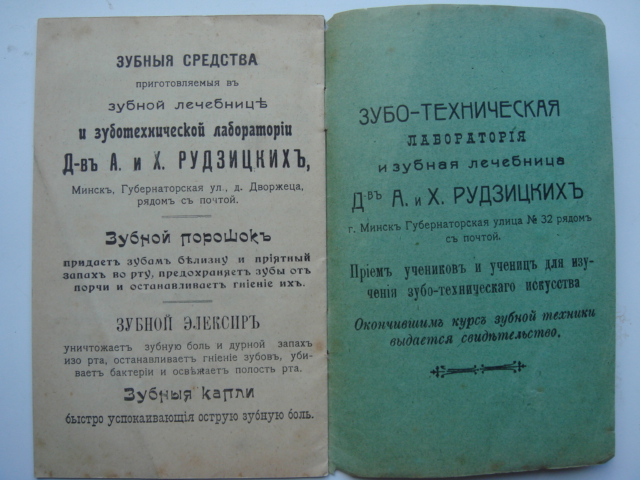 ЗУБНЫЯ СРЕДСТВА
приготовляемыя въ
зубной лечебницѣ
и зуботехнической лабораторіи
Д-въ А. и Х. РУДЗИЦКИХЪ,
Минскъ, Губернаторская ул., д. Дворжеца,
рядомъ съ почтой.
Зубной порошокъ
придаетъ зубамъ бѣлизну и пріятный
запахъ во рту, предохраняетъ зубы отъ
порчи и останавливаетъ гніеніе ихъ.
ЗУБНОЙ ЭЛЕКСИРЪ
уничтожаетъ зубную боль и дурной запахъ
изо рта, останавливаетъ гніеніе зубовъ, уби-
ваетъ бактеріи и освѣжаетъ полость рта.
Зубныя капли
быстро успокаивающія острую зубную боль.
ЗУБО-ТЕХНИЧЕСКАЯ
ЛАБОРАТОРІЯ
и зубная лечебница
Д-въ А. и Х. РУДЗИЦКИХЪ
г. Минскъ Губернаторская улица № 32 рядомъ
съ почтой.
Пріемъ учениковъ и ученицъ для изу-
ченія зубо-техническаго искусства
Окончившимъ курсъ зубной техники
выдается свидѣтельство.